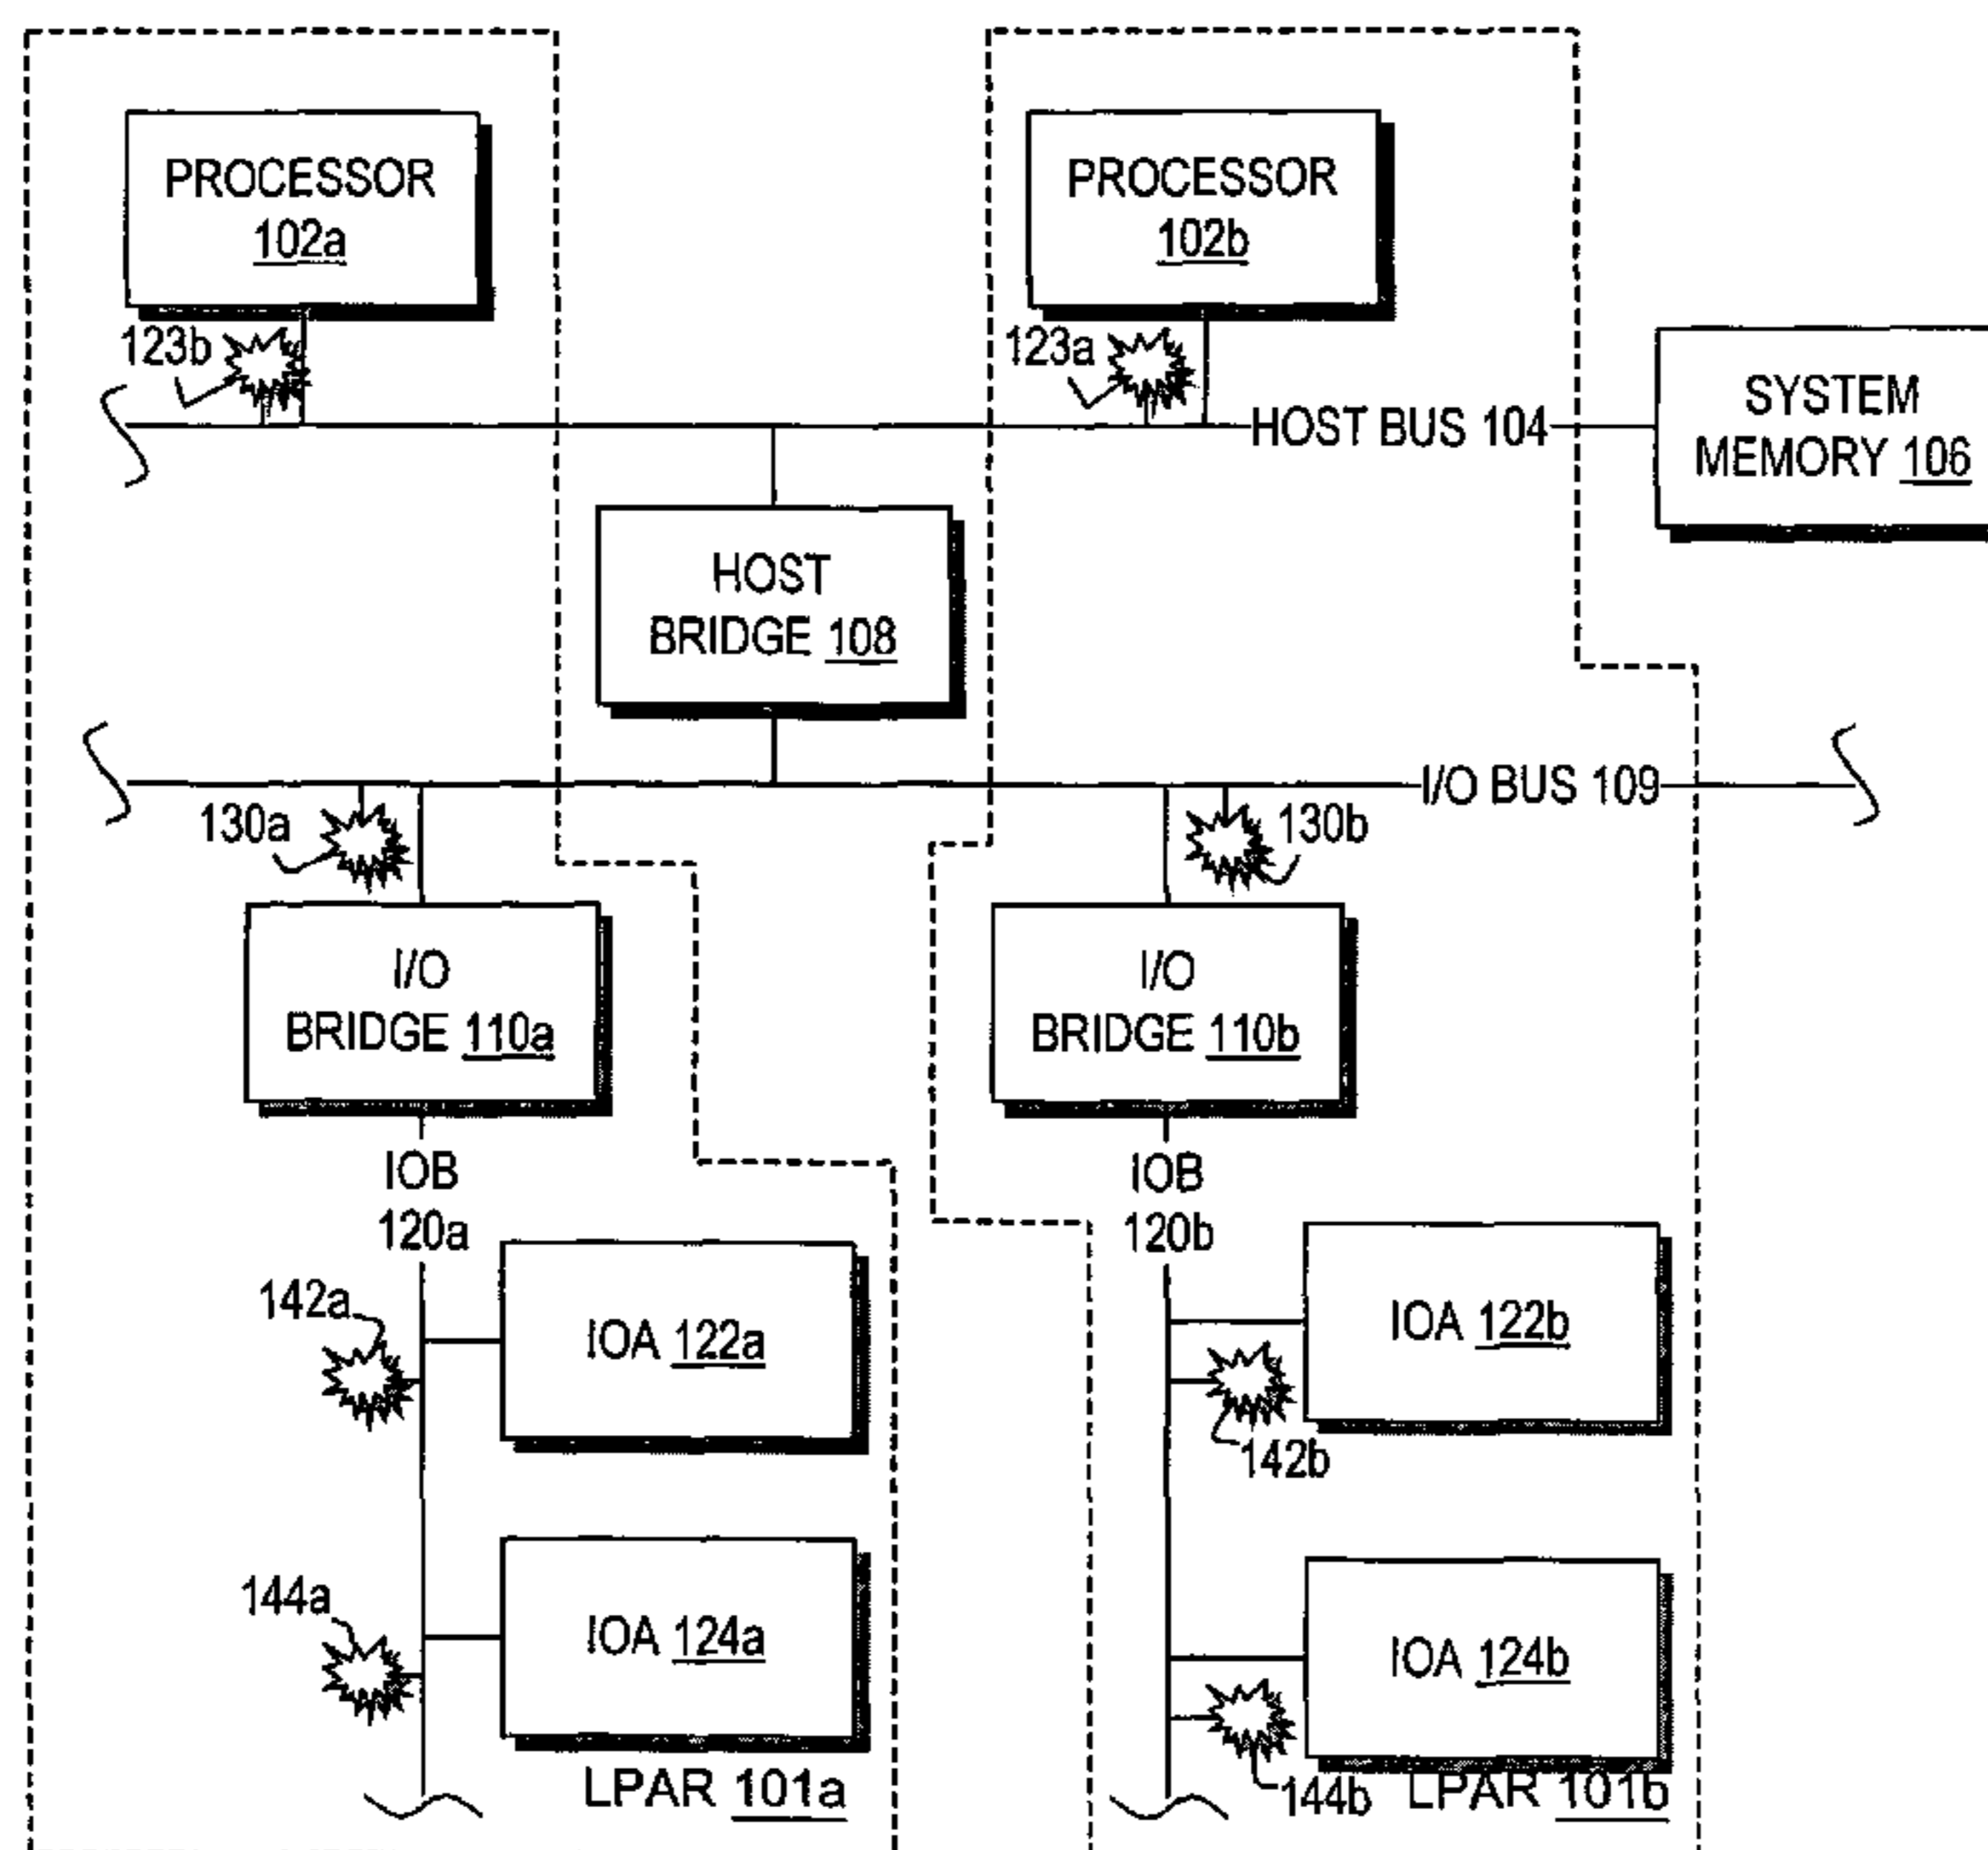 PROCESSOR
102a
PROCESSOR
102b
123b
123a
HOST BUS 104
SYSTEM
MEMORY 106
HOST
BRIDGE 108
I/O BUS 109
130a
130b
I/O
BRIDGE 110a
I/O
BRIDGE 110b
IOB
120a
IOB
120b
142a
IOA 122a
IOA 122b
142b
144a
IOA 124a
IOA 124b
144b
LPAR 101a
LPAR 101b